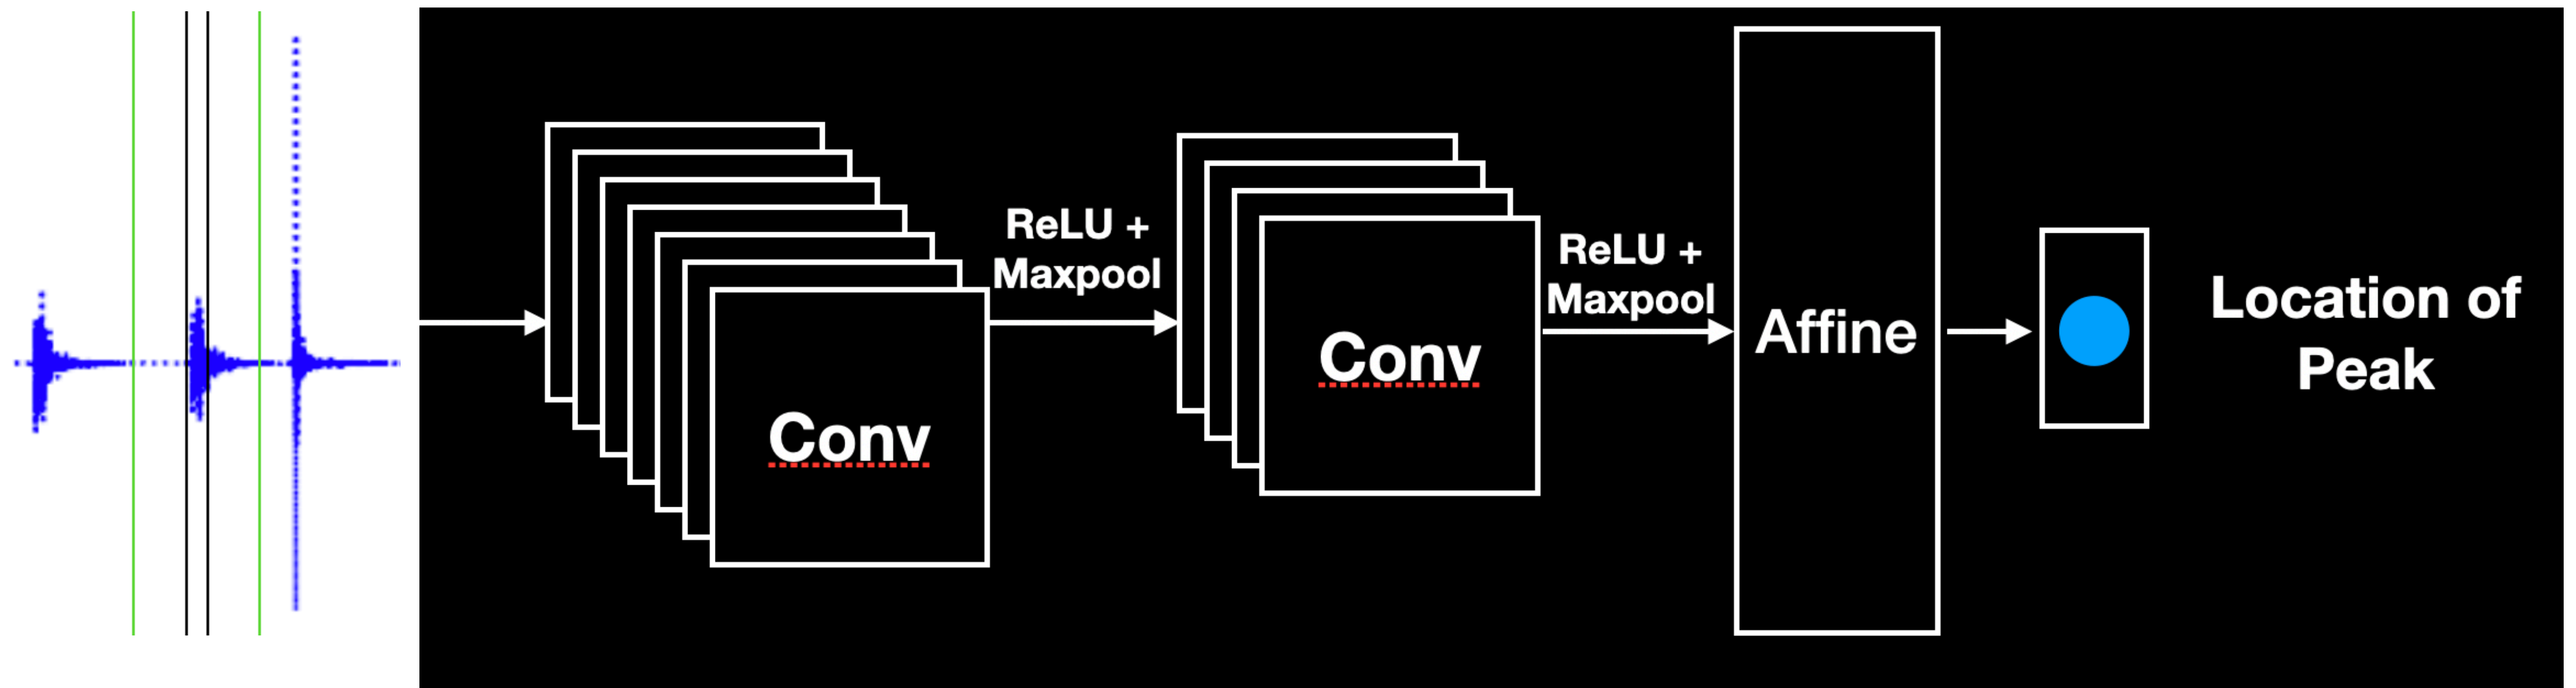 Conv
ReLU +
Maxpool
Conv
ReLU +
Maxpool
Affine
Location of
Peak